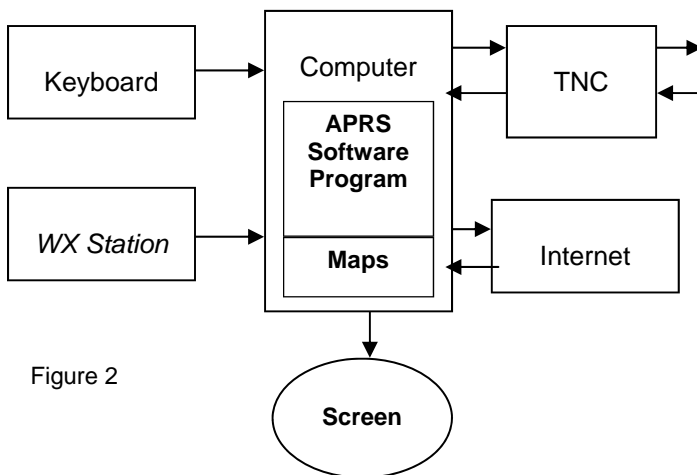 Keyboard
Computer
TNC
APRS
Software
Program
WX Station
Maps
Internet
Figure 2
Screen